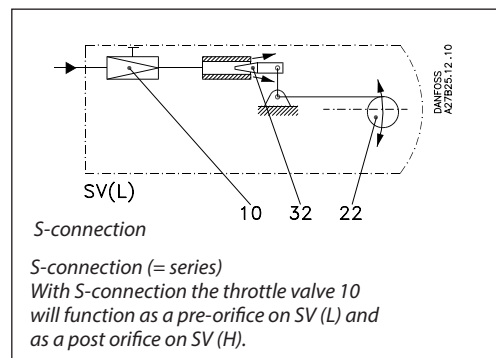 DANFOSS
A27B25.12.10
SV(L)
10 32 22
S-connection
S-connection (= series)
With S-connection the throttle valve 10
will function as a pre-orifice on SV (L) and
as a post orifice on SV (H).